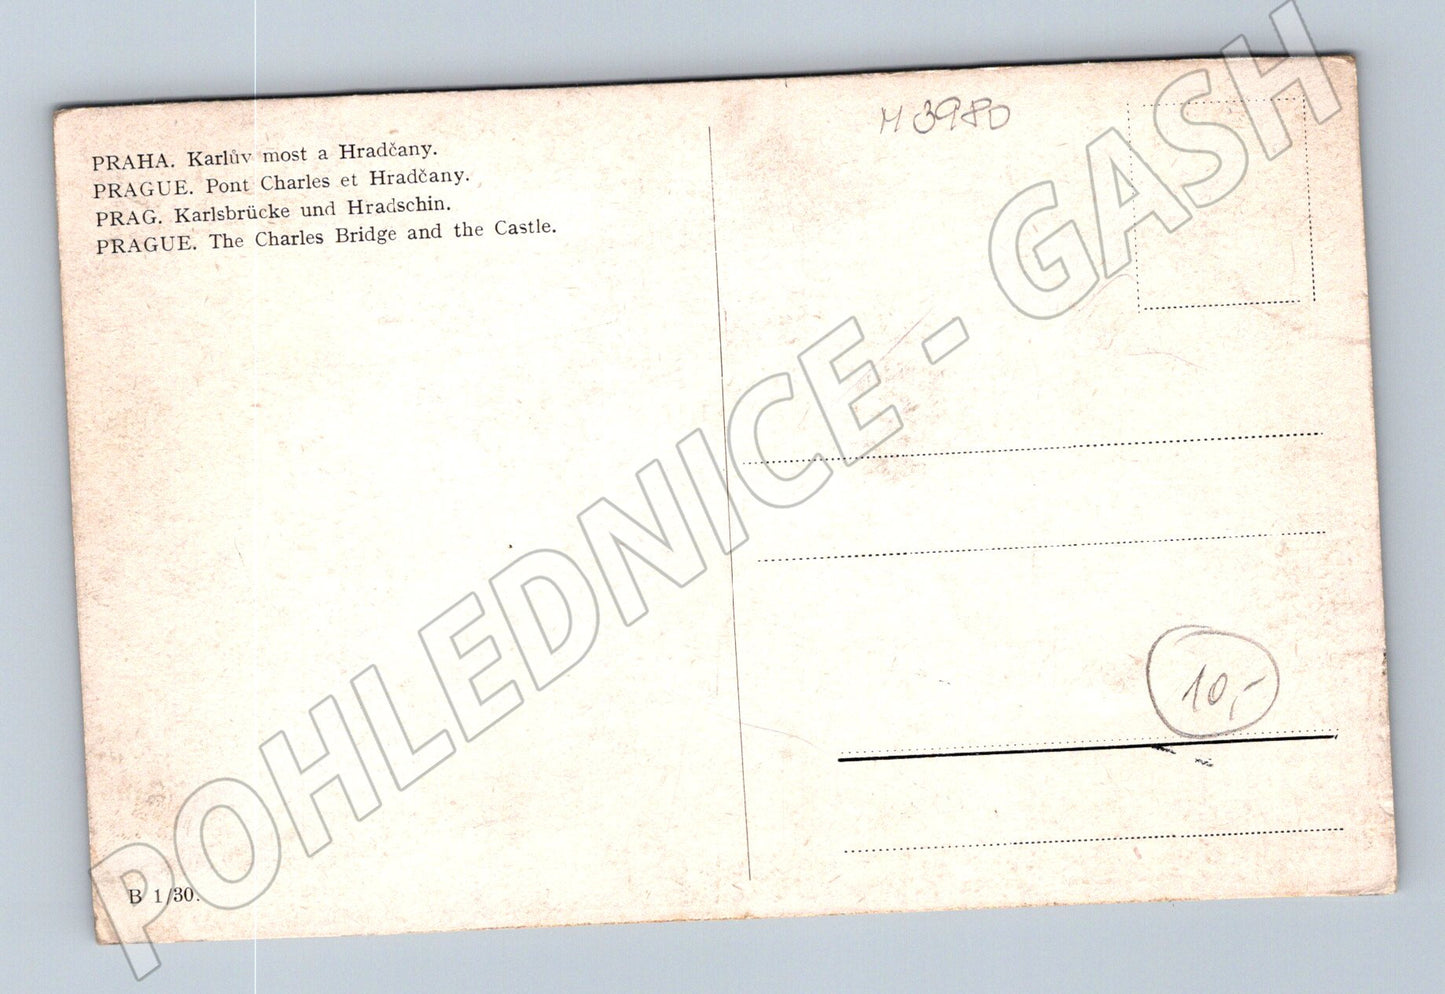 PRAHA. Karlův most a Hradčany.
PRAGUE. Pont Charles et Hradčany.
PRAG. Karlsbrücke und Hradschin.
PRAGUE. The Charles Bridge and the Castle.
M 3980
10,-
B 1/30.
POHLEDNICE - GASH